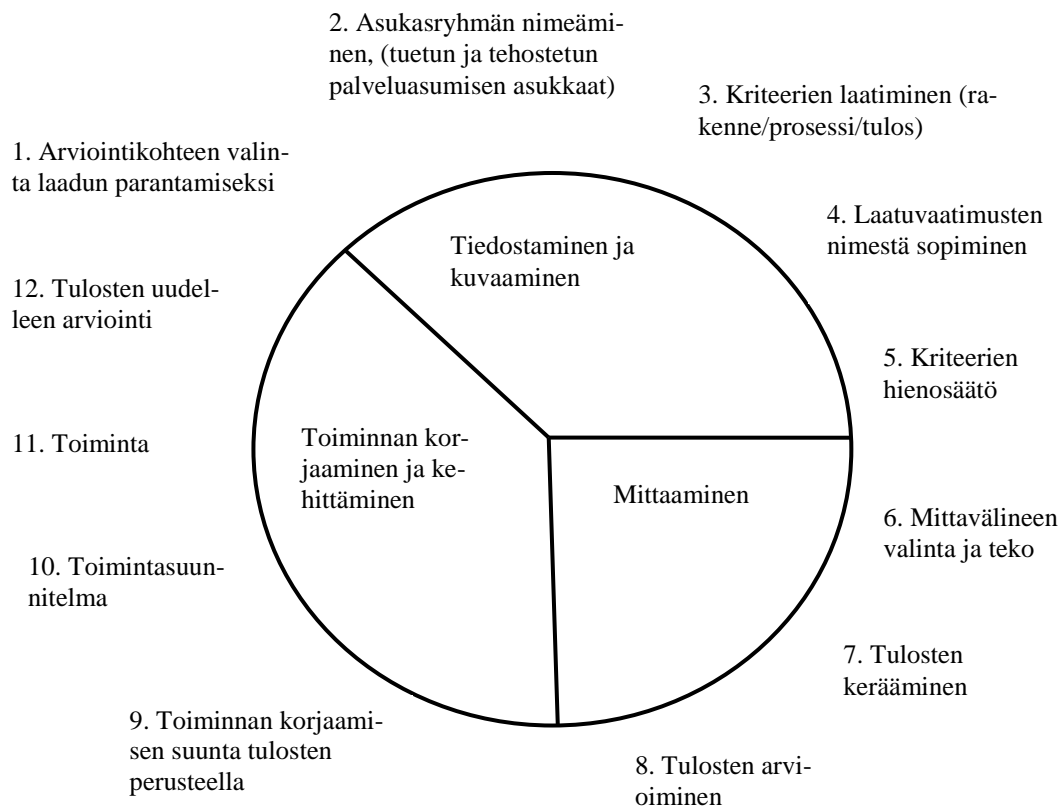 1. Arviointikohteen valin-
ta laadun parantamiseksi
2. Asukasryhmän nimeämi-
nen, (tuetun ja tehostetun
palveluasumisen asukkaat)
3. Kriteerien laatiminen (ra-
kenne/prosessi/tulos)
4. Laatuvaatimusten
nimestä sopiminen
5. Kriteerien
hienosäätö
6. Mittavälineen
valinta ja teko
7. Tulosten
kerääminen
8. Tulosten arvi-
oiminen
9. Toiminnan korjaami-
sen suunta tulosten
perusteella
10. Toimintasuun-
nitelma
11. Toiminta
12. Tulosten uudel-
leen arviointi
Tiedostaminen ja
kuvaaminen
Mittaaminen
Toiminnan kor-
jaaminen ja ke-
hittäminen